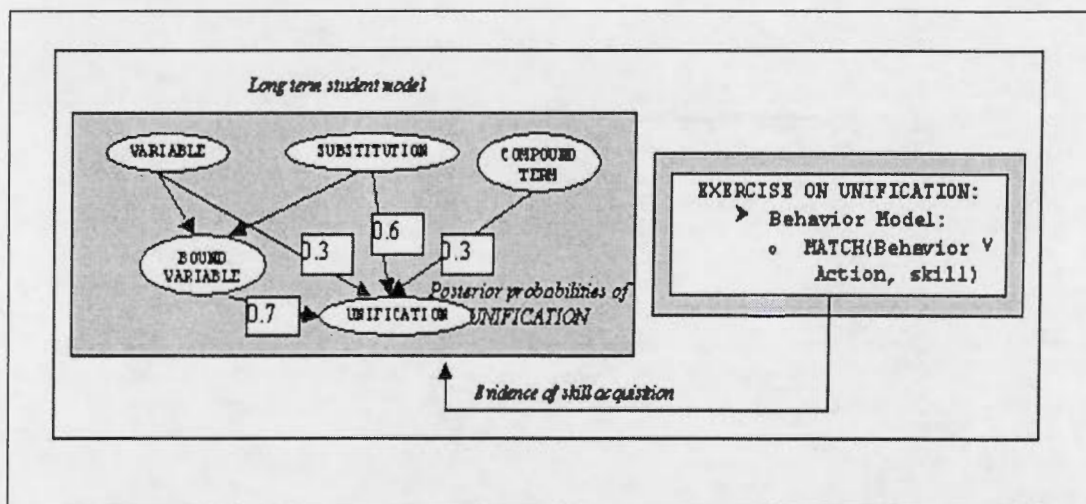 Long term student model
VARIABLE
SUBSTITUTION
COMPOUND
TERM
BOUND
VARIABLE
0.3
0.6
0.3
0.7
UNIFICATION
Posterior probabilities of
UNIFICATION
EXERCISE ON UNIFICATION:
➤ Behavior Model:
o MATCH(Behavior ∨
Action, skill)
Evidence of skill acquisition